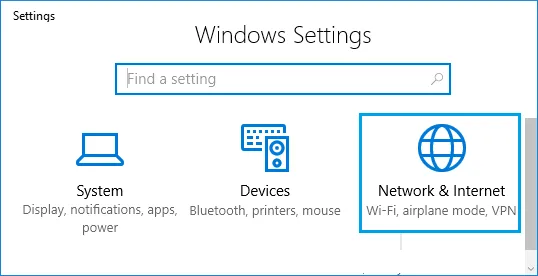 Settings
Windows Settings
Find a setting
System
Display, notifications, apps,
power
Devices
Bluetooth, printers, mouse
Network & Internet
Wi-Fi, airplane mode, VPN